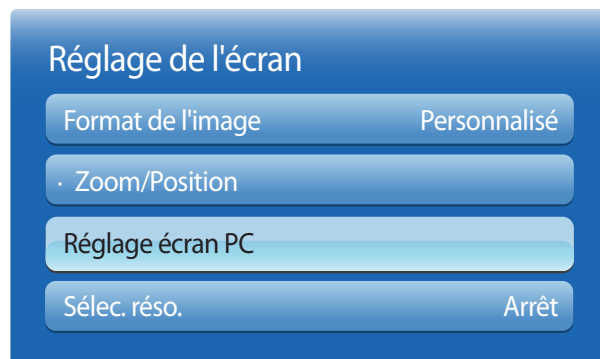 Réglage de l'écran
Format de l'image Personnalisé
· Zoom/Position
Réglage écran PC
Sélec. réso. Arrêt